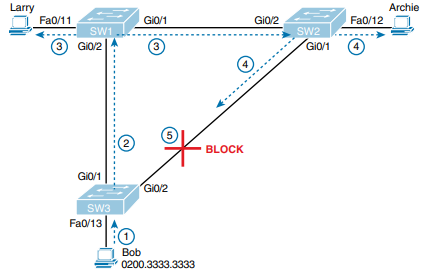 Larry
Archie
Fa0/11
Gi0/1
Gi0/2
Fa0/12
SW1
SW2
3
Gi0/2
3
Gi0/1
4
4
5
BLOCK
2
Gi0/1
Gi0/2
SW3
Fa0/13
1
Bob
0200.3333.3333